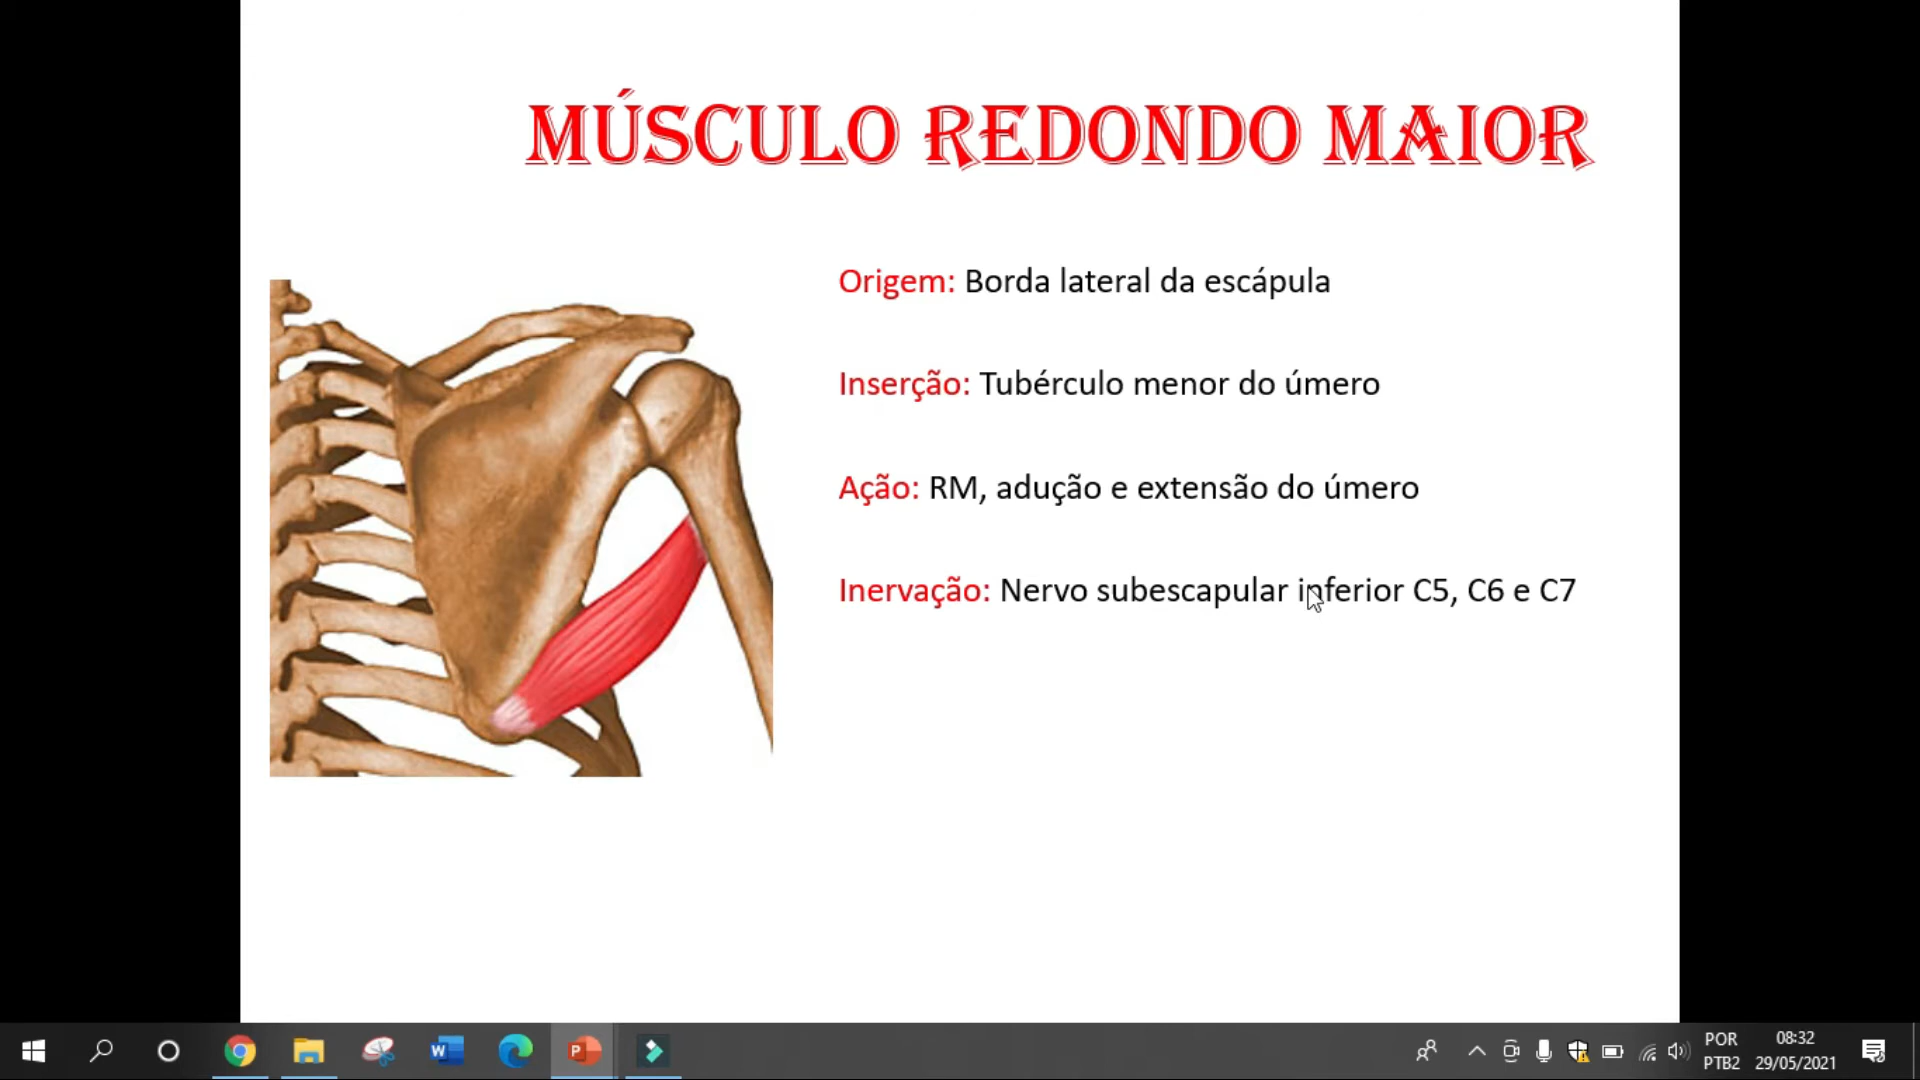 MÚSCULO REDONDO MAIOR
Origem: Borda lateral da escápula
Inserção: Tubérculo menor do úmero
Ação: RM, adução e extensão do úmero
Inervação: Nervo subescapular inferior C5, C6 e C7
POR
PTB2
08:32
29/05/2021